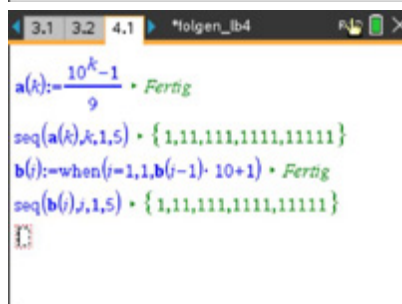 3.1 3.2 4.1 *folgen_lb4
a(k):=(10^k-1)/9 ▸ Fertig
seq(a(k),k,1,5) ▸ {1,11,111,1111,11111}
b(i):=when(i=1,1,b(i-1)·10+1) ▸ Fertig
seq(b(i),i,1,5) ▸ {1,11,111,1111,11111}